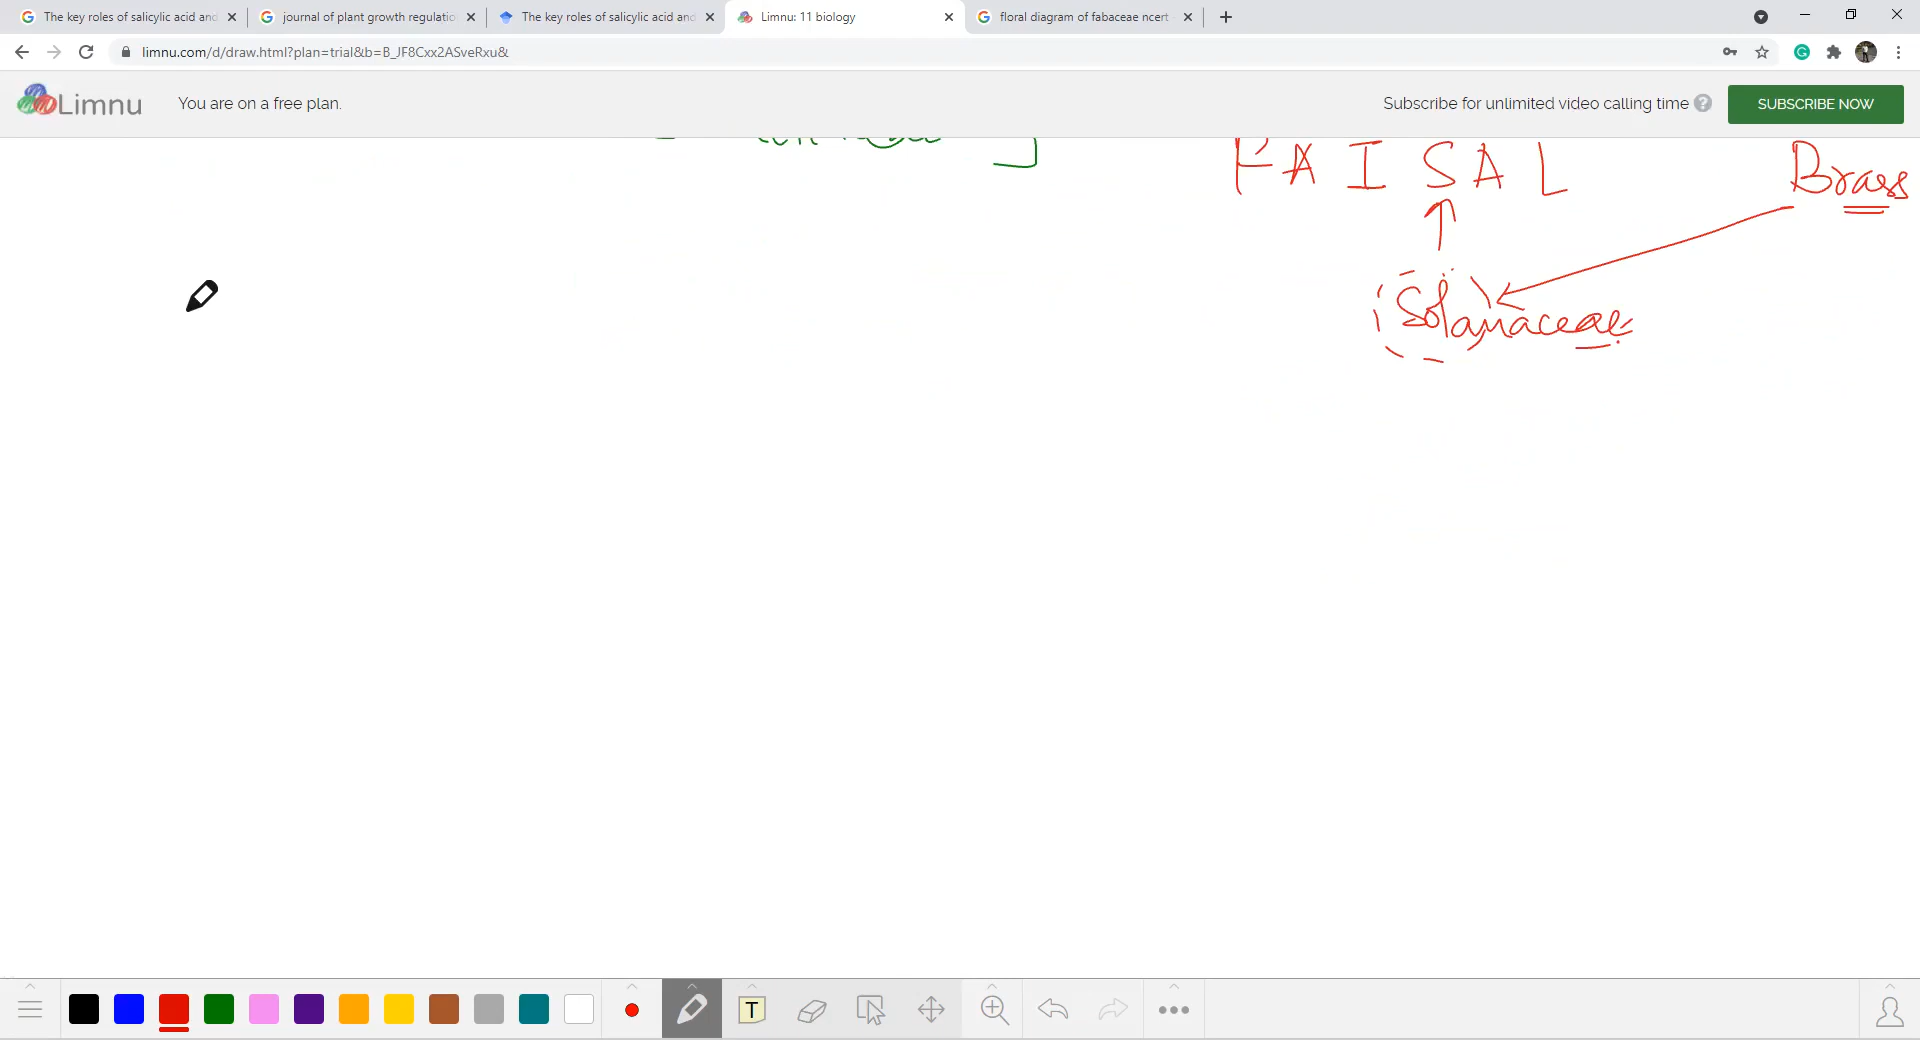 The key roles of salicylic acid and
journal of plant growth regulatio
The key roles of salicylic acid and
Limnu: 11 biology
floral diagram of fabaceae ncert
limnu.com/d/draw.html?plan=trial&b=B_JF8Cxx2ASveRxu&
Limnu
You are on a free plan.
Subscribe for unlimited video calling time ?
SUBSCRIBE NOW
F A I S A L
Brass
Solanaceae
T